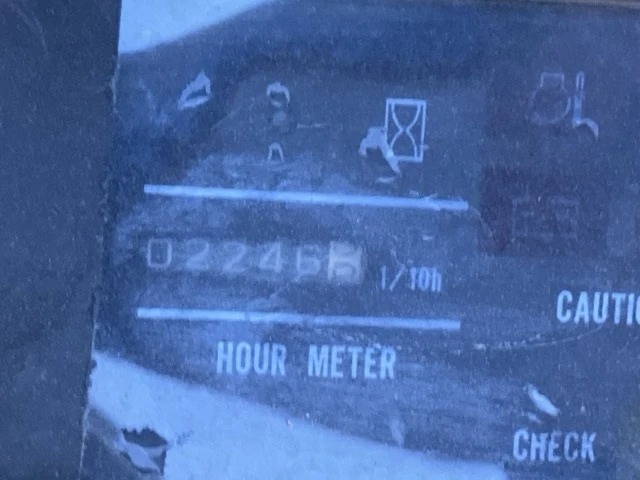 02246 1/10h
HOUR METER
CAUTIO
CHECK